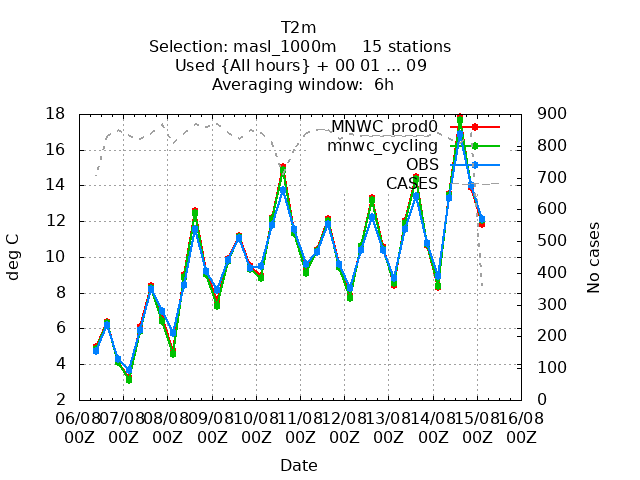 T2m
Selection: masl_1000m 15 stations
Used {All hours} + 00 01 ... 09
Averaging window: 6h
18 900
MNWC_prod0
16 800
mnwc_cycling
OBS
14 700
CASES
12 600
deg C
10 500
No cases
400
8 300
6 200
4 100
2 0
06/08 07/08 08/08 09/08 10/08 11/08 12/08 13/08 14/08 15/08 16/08
00Z 00Z 00Z 00Z 00Z 00Z 00Z 00Z 00Z 00Z 00Z
Date